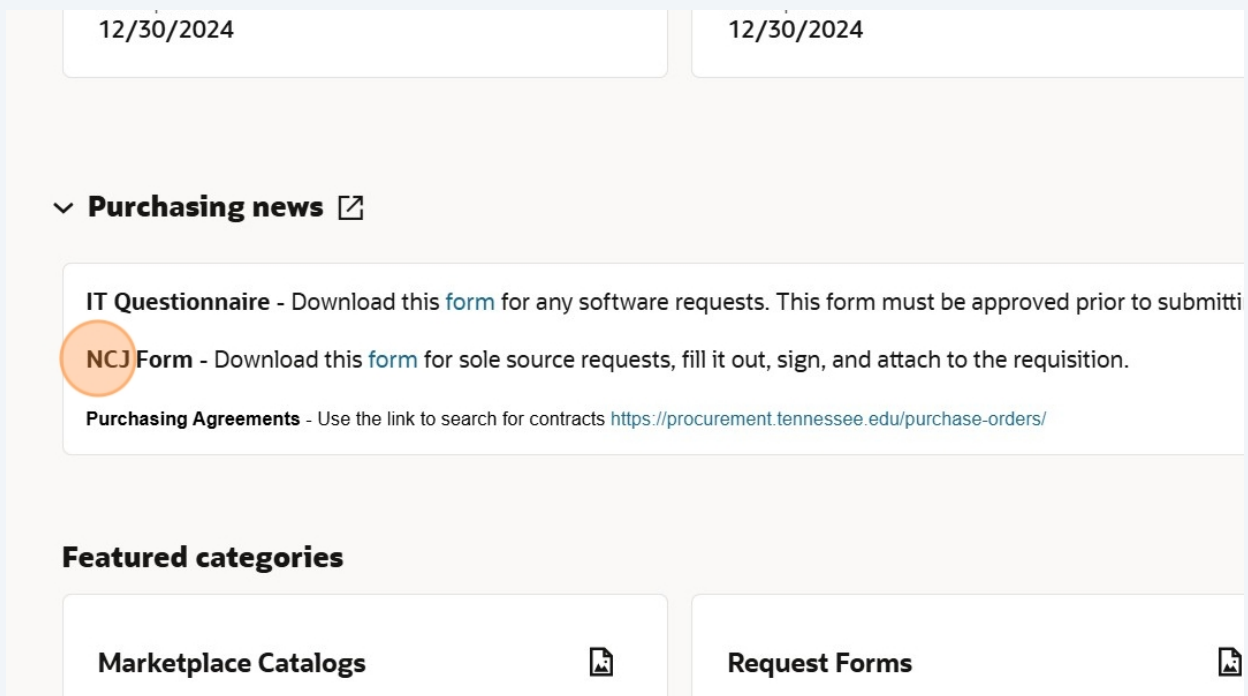 12/30/2024
12/30/2024
Purchasing news
IT Questionnaire - Download this form for any software requests. This form must be approved prior to submitti
NCJ Form - Download this form for sole source requests, fill it out, sign, and attach to the requisition.
Purchasing Agreements - Use the link to search for contracts https://procurement.tennessee.edu/purchase-orders/
Featured categories
Marketplace Catalogs
Request Forms